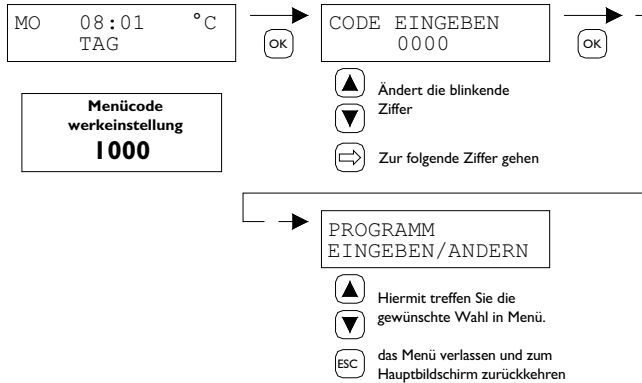 MO 08:01 °C
TAG
OK
CODE EINGEBEN
0000
OK
Menücode
werkeinstellung
1000
Ändert die blinkende
Ziffer
Zur folgende Ziffer gehen
PROGRAMM
EINGEBEN/ANDERN
Hiermit treffen Sie die
gewünschte Wahl in Menü.
ESC
das Menü verlassen und zum
Hauptbildschirm zurückkehren